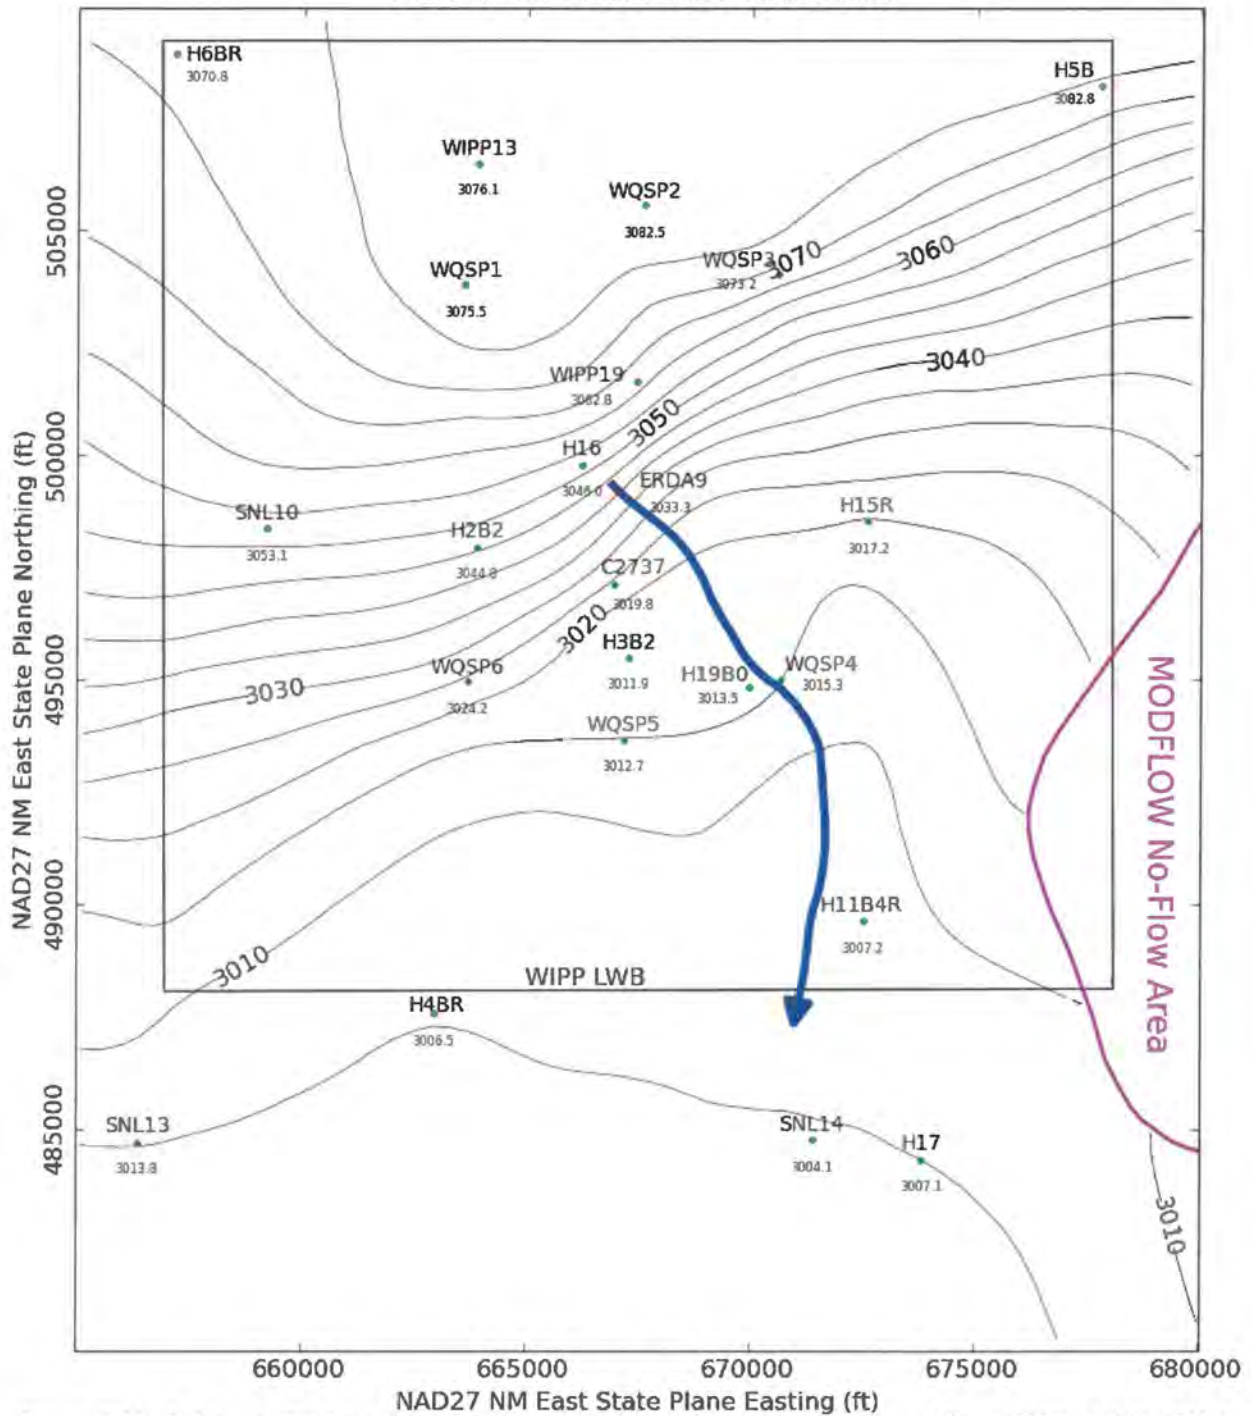 H6BR
3070.8
H5B
3082.8
WIPP13
3076.1
WQSP2
3082.5
WQSP3
3073.2
3070
3060
WQSP1
3075.5
3040
WIPP19
3062.8
3050
H16
3046.0
ERDA9
3033.3
H15R
3017.2
SNL10
3053.1
H2B2
3044.0
C2737
3019.8
3020
H3B2
3011.9
H19B0
3013.5
WQSP4
3015.3
WQSP6
3024.2
3030
WQSP5
3012.7
H11B4R
3007.2
3010
WIPP LWB
H4BR
3006.5
SNL13
3013.8
SNL14
3004.1
H17
3007.1
3010
MODFLOW No-Flow Area
505000
500000
495000
490000
485000
NAD27 NM East State Plane Northing (ft)
660000 665000 670000 675000 680000
NAD27 NM East State Plane Easting (ft)